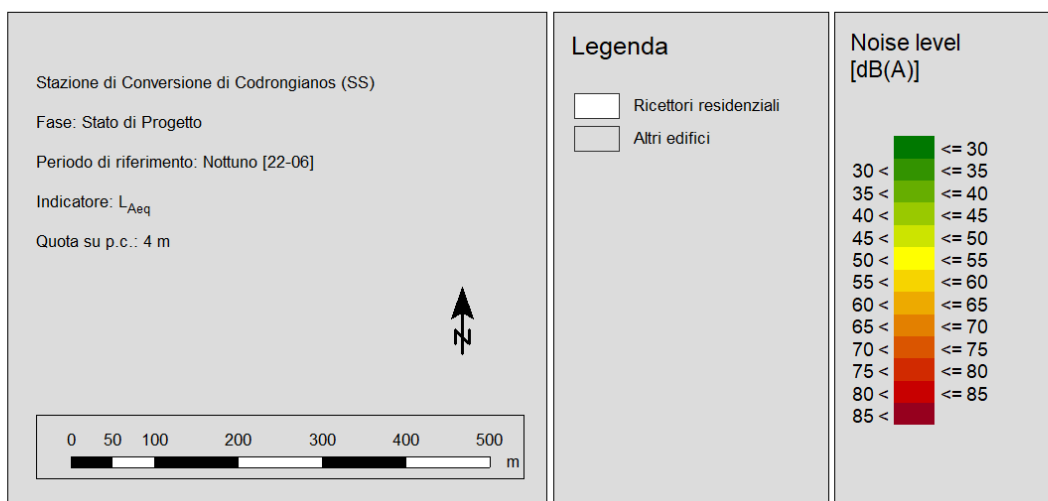 Stazione di Conversione di Codrongianos (SS)
Fase: Stato di Progetto
Periodo di riferimento: Nottuno [22-06]
Indicatore: LAeq
Quota su p.c.: 4 m
N
0 50 100 200 300 400 500
m
Legenda
Ricettori residenziali
Altri edifici
Noise level
[dB(A)]
<= 30
30 < <= 35
35 < <= 40
40 < <= 45
45 < <= 50
50 < <= 55
55 < <= 60
60 < <= 65
65 < <= 70
70 < <= 75
75 < <= 80
80 < <= 85
85 <